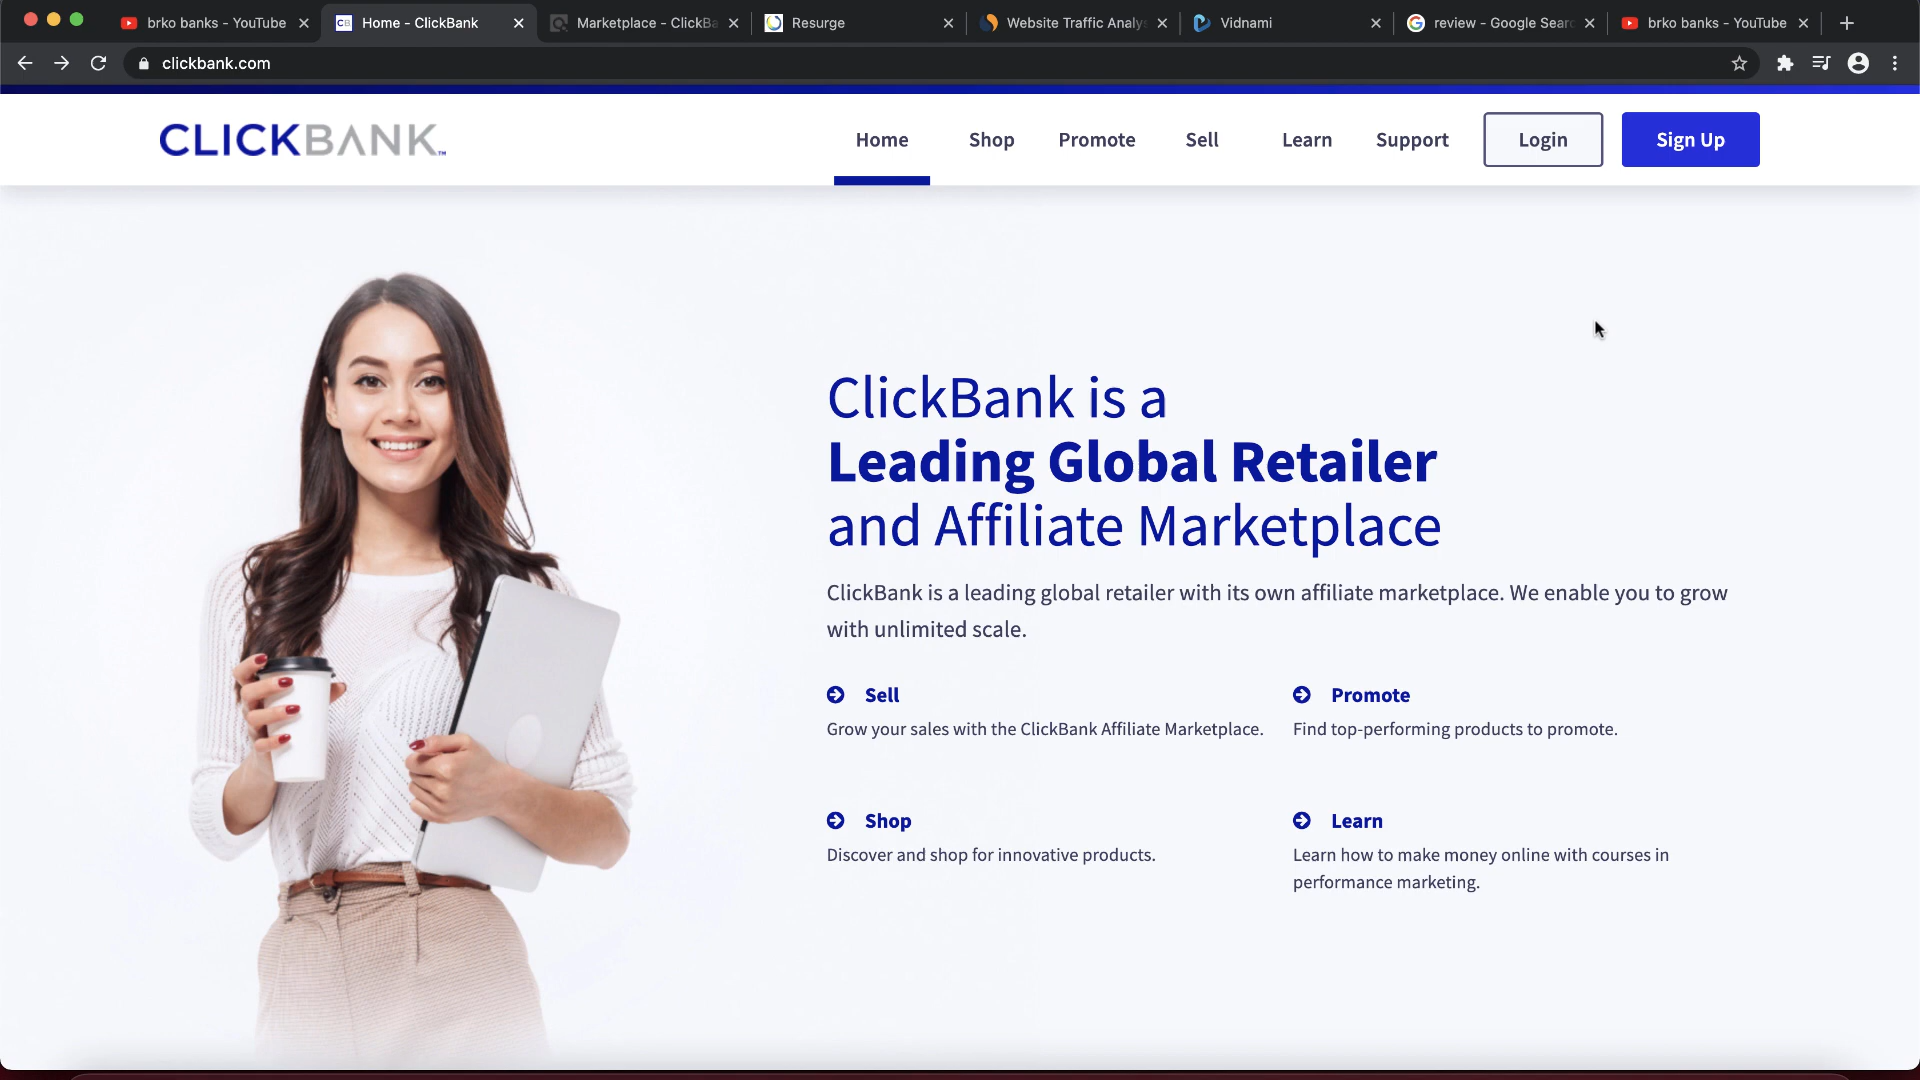 brko banks - YouTube
Home - ClickBank
Marketplace - ClickBa
Resurge
Website Traffic Analys
Vidnami
review - Google Searc
brko banks - YouTube
clickbank.com
CLICKBANK™
Home
Shop
Promote
Sell
Learn
Support
Login
Sign Up
ClickBank is a
Leading Global Retailer
and Affiliate Marketplace
ClickBank is a leading global retailer with its own affiliate marketplace. We enable you to grow
with unlimited scale.
Sell
Grow your sales with the ClickBank Affiliate Marketplace.
Promote
Find top-performing products to promote.
Shop
Discover and shop for innovative products.
Learn
Learn how to make money online with courses in
performance marketing.